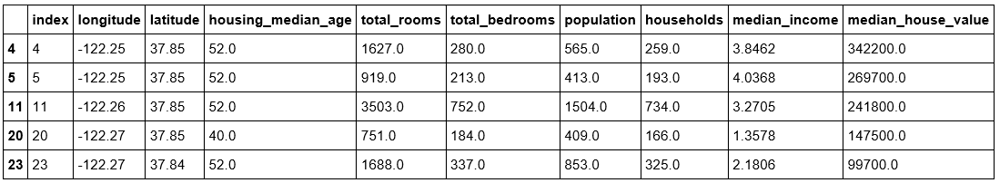 index longitude latitude housing_median_age total_rooms total_bedrooms population households median_income median_house_value
4 4 -122.25 37.85 52.0 1627.0 280.0 565.0 259.0 3.8462 342200.0
5 5 -122.25 37.85 52.0 919.0 213.0 413.0 193.0 4.0368 269700.0
11 11 -122.26 37.85 52.0 3503.0 752.0 1504.0 734.0 3.2705 241800.0
20 20 -122.27 37.85 40.0 751.0 184.0 409.0 166.0 1.3578 147500.0
23 23 -122.27 37.84 52.0 1688.0 337.0 853.0 325.0 2.1806 99700.0